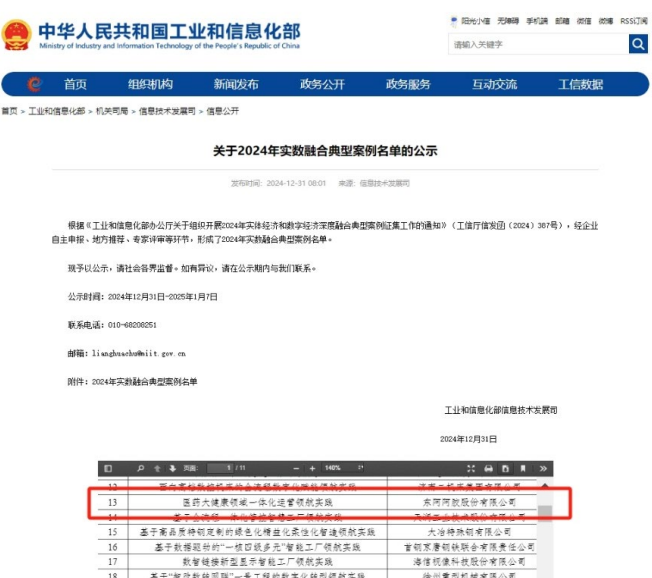 中华人民共和国工业和信息化部
Ministry of Industry and Information Technology of the People's Republic of China
阳光小信 无障碍 手机端 邮箱 微信 微博 RSS订阅
请输入关键字
首页 组织机构 新闻发布 政务公开 政务服务 互动交流 工信数据
首页 > 工业和信息化部 > 机关司局 > 信息技术发展司 > 信息公开
关于2024年实数融合典型案例名单的公示
发布时间：2024-12-31 08:01 来源：信息技术发展司
根据《工业和信息化部办公厅关于组织开展2024年实体经济和数字经济深度融合典型案例征集工作的通知》（工信厅信发函〔2024〕387号），经企业
自主申报、地方推荐、专家评审等环节，形成了2024年实数融合典型案例名单。
现予以公示，请社会各界监督。如有异议，请在公示期内与我们联系。
公示时间：2024年12月31日-2025年1月7日
联系电话：010-68208251
邮箱：lianghuachu@miit.gov.cn
附件：2024年实数融合典型案例名单
工业和信息化部信息技术发展司
2024年12月31日
页面： 1 / 11 − + 140%
12
13 医药大健康领域一体化运营领航实践 东阿阿胶股份有限公司
14
15 基于高品质特钢定制的绿色化精益化柔性化智造领航实践 大冶特殊钢有限公司
16 基于数据驱动的“一核四级多元”智能工厂领航实践 首钢京唐钢铁联合有限责任公司
17 数智链接新型显示智能工厂领航实践 海信视像科技股份有限公司
18